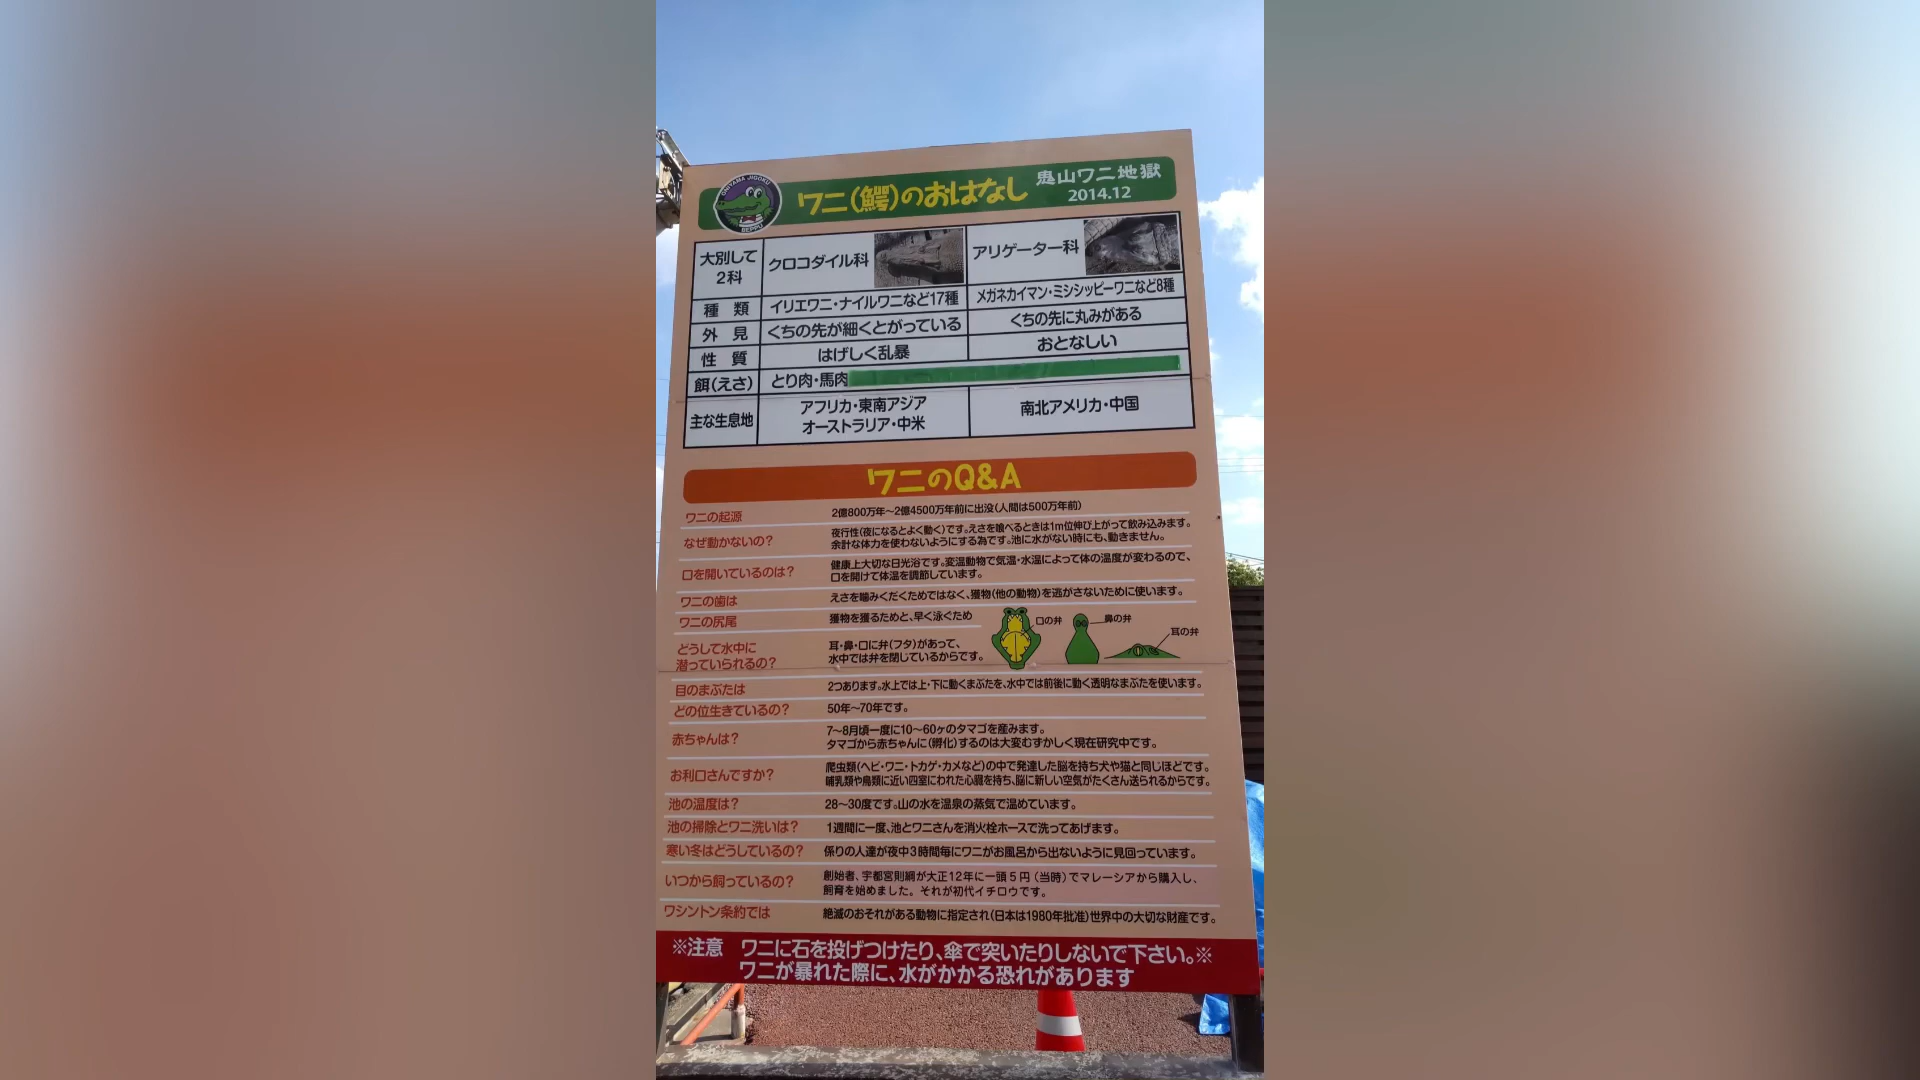 ONIYAMA JIGOKU
BEPPU
ワニ(鰐)のおはなし
鬼山ワニ地獄
2014.12
大別して
2科
クロコダイル科
アリゲーター科
種 類
イリエワニ・ナイルワニなど17種
メガネカイマン・ミシシッピーワニなど8種
外 見
くちの先が細くとがっている
くちの先に丸みがある
性 質
はげしく乱暴
おとなしい
餌(えさ)
とり肉・馬肉
主な生息地
アフリカ・東南アジア
オーストラリア・中米
南北アメリカ・中国
ワニのQ&A
ワニの起源
2億800万年～2億4500万年前に出没(人間は500万年前)
なぜ動かないの?
夜行性(夜になるとよく動く)です。えさを喰べるときは1m位伸び上がって飲み込みます。
余計な体力を使わないようにする為です。池に水がない時にも、動きません。
口を開いているのは?
健康上大切な日光浴です。変温動物で気温・水温によって体の温度が変わるので、
口を開けて体温を調節しています。
ワニの歯は
えさを噛みくだくためではなく、獲物(他の動物)を逃がさないために使います。
ワニの尻尾
獲物を獲るためと、早く泳ぐため
口の弁
鼻の弁
耳の弁
どうして水中に
潜っていられるの?
耳・鼻・口に弁(フタ)があって、
水中では弁を閉じているからです。
目のまぶたは
2つあります。水上では上・下に動くまぶたを、水中では前後に動く透明なまぶたを使います。
どの位生きているの?
50年～70年です。
赤ちゃんは?
7～8月頃一度に10～60ヶのタマゴを産みます。
タマゴから赤ちゃんに(孵化)するのは大変むすかしく現在研究中です。
お利口さんですか?
爬虫類(ヘビ・ワニ・トカゲ・カメなど)の中で発達した脳を持ち犬や猫と同じほどです。
哺乳類や鳥類に近い四室にわれた心臓を持ち、脳に新しい空気がたくさん送られるからです。
池の温度は?
28～30度です。山の水を温泉の蒸気で温めています。
池の掃除とワニ洗いは?
1週間に一度、池とワニさんを消火栓ホースで洗ってあげます。
寒い冬はどうしているの?
係りの人達が夜中3時間毎にワニがお風呂から出ないように見回っています。
いつから飼っているの?
創始者、宇都宮則綱が大正12年に一頭5円(当時)でマレーシアから購入し、
飼育を始めました。それが初代イチロウです。
ワシントン条約では
絶滅のおそれがある動物に指定され(日本は1980年批准)世界中の大切な財産です。
※注意 ワニに石を投げつけたり、傘で突いたりしないで下さい。※
ワニが暴れた際に、水がかかる恐れがあります